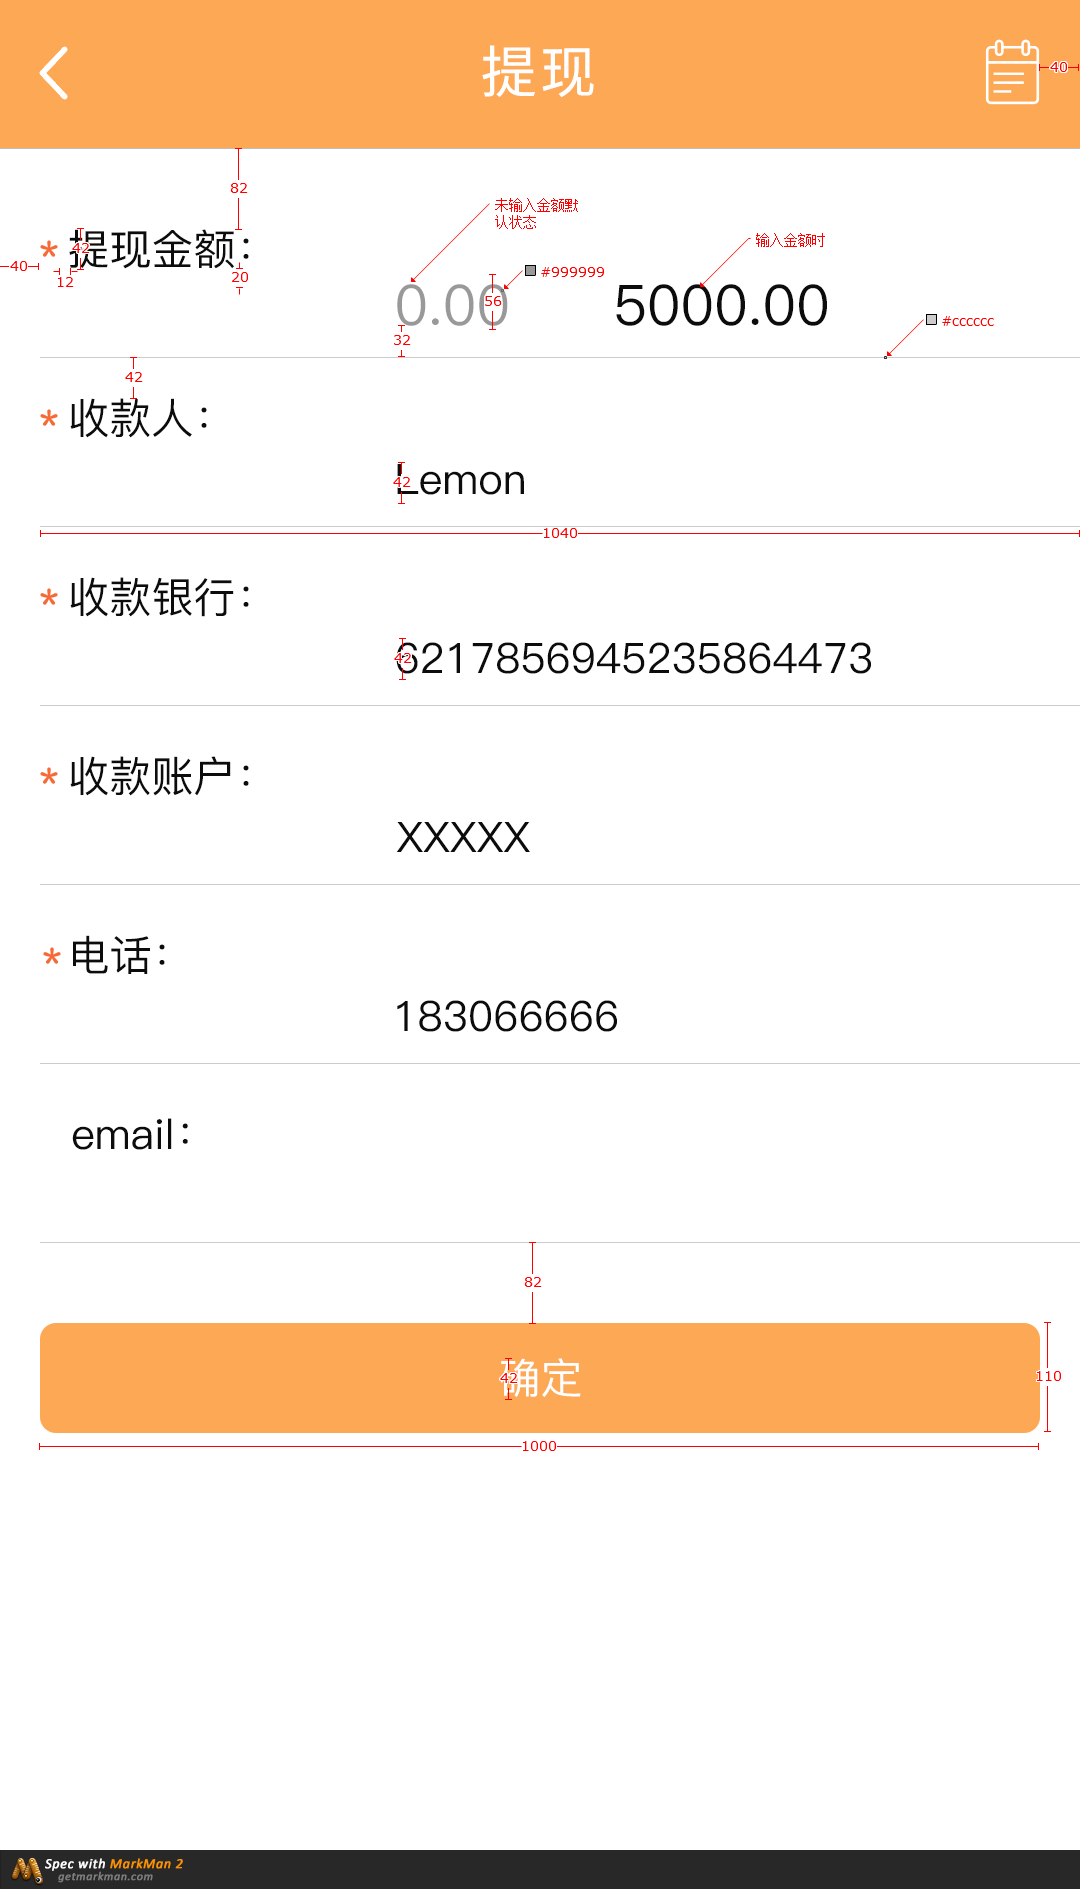 提现
40
82
未输入金额默
认状态
输入金额时
* 提现金额：
42
40
12
20
#999999
0.00
56
5000.00
32
#cccccc
42
* 收款人：
Lemon
42
1040
* 收款银行：
6217856945235864473
42
* 收款账户：
XXXXX
* 电话：
183066666
email：
82
确定
42
110
1000
Spec with MarkMan 2
getmarkman.com